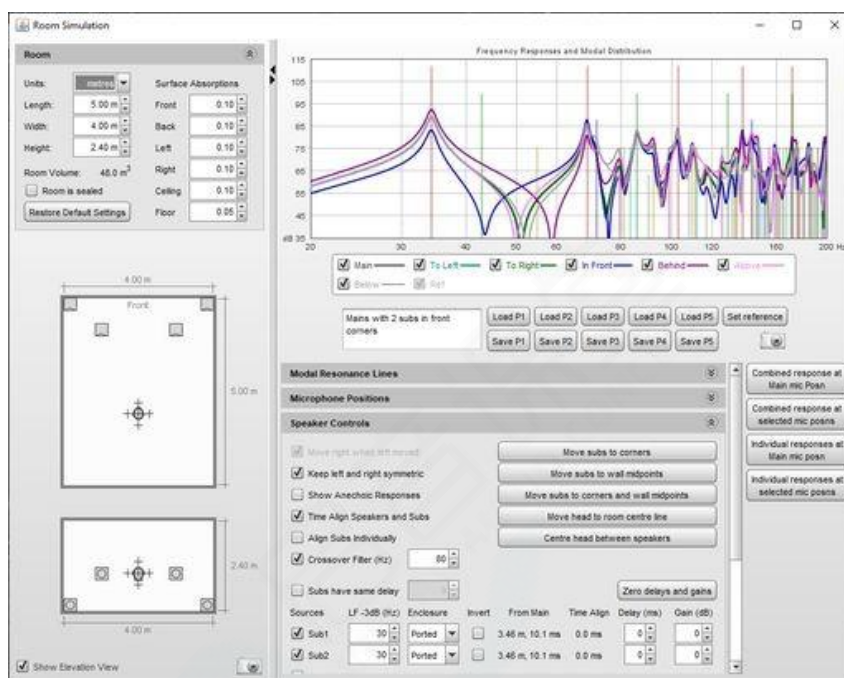 Room Simulation
Room
Units: metres
Surface Absorptions
Length: 5.00 m
Front 0.10
Width: 4.00 m
Back 0.10
Height: 2.40 m
Left 0.10
Room Volume: 48.0 m3
Right 0.10
Room is sealed
Ceiling 0.10
Restore Default Settings
Floor 0.05
4.00 m
Front
5.00 m
2.40 m
4.00 m
Show Elevation View
Frequency Responses and Modal Distribution
115
105
95
85
75
65
55
45
dB 35
20 30 40 50 60 80 100 120 160 200 Hz
Main To Left To Right In Front Behind Above
Below Ref
Mains with 2 subs in front
corners
Load P1 Load P2 Load P3 Load P4 Load P5 Set reference
Save P1 Save P2 Save P3 Save P4 Save P5
Modal Resonance Lines
Microphone Positions
Speaker Controls
Move right when left moved
Move subs to corners
Keep left and right symmetric
Move subs to wall midpoints
Show Anechoic Responses
Move subs to corners and wall midpoints
Time Align Speakers and Subs
Move head to room centre line
Align Subs Individually
Centre head between speakers
Crossover Filter (Hz) 80
Subs have same delay
Zero delays and gains
Sources LF -3dB (Hz) Enclosure Invert From Main Time Align Delay (ms) Gain (dB)
Sub1 30 Ported 3.46 m, 10.1 ms 0.0 ms 0 0
Sub2 30 Ported 3.46 m, 10.1 ms 0.0 ms 0 0
Combined response at
Main mic Posn
Combined response at
selected mic posns
Individual responses at
Main mic posn
Individual responses at
selected mic posns